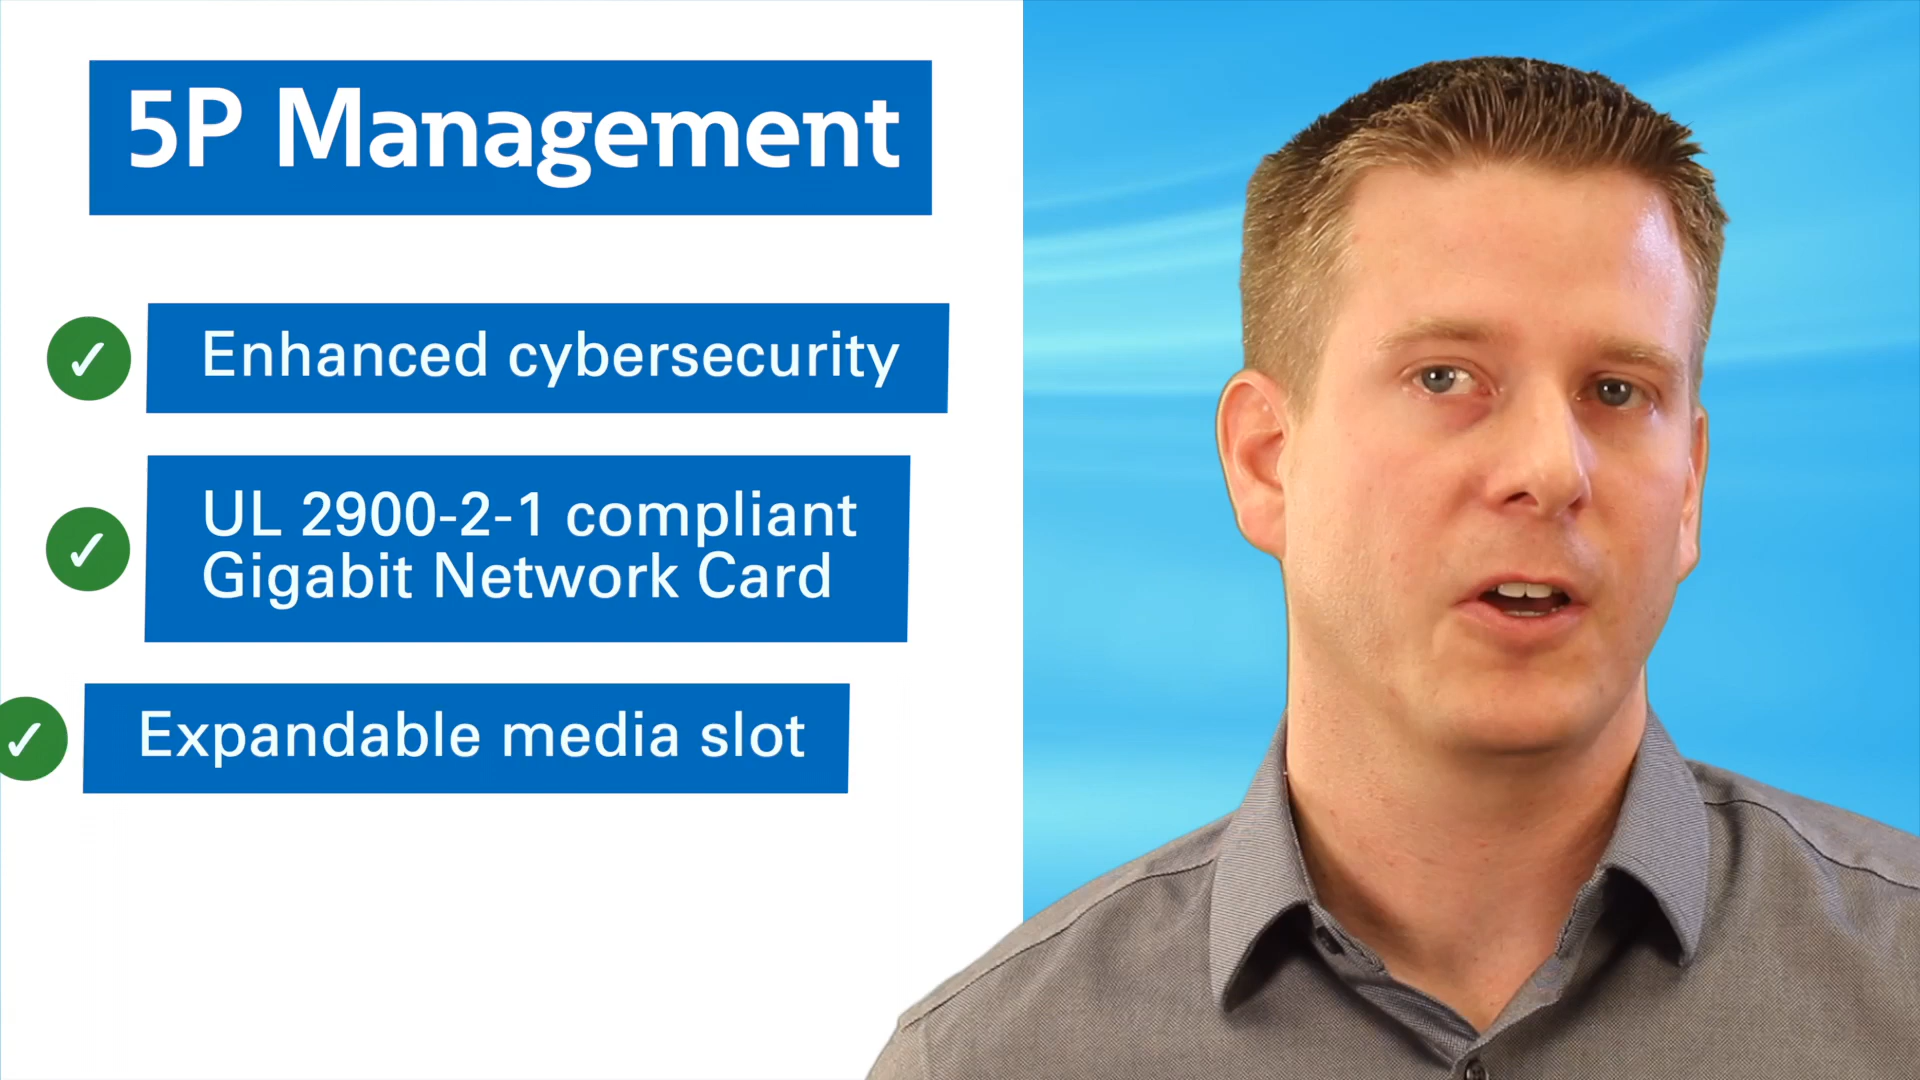 5P Management
Enhanced cybersecurity
UL 2900-2-1 compliant
Gigabit Network Card
Expandable media slot